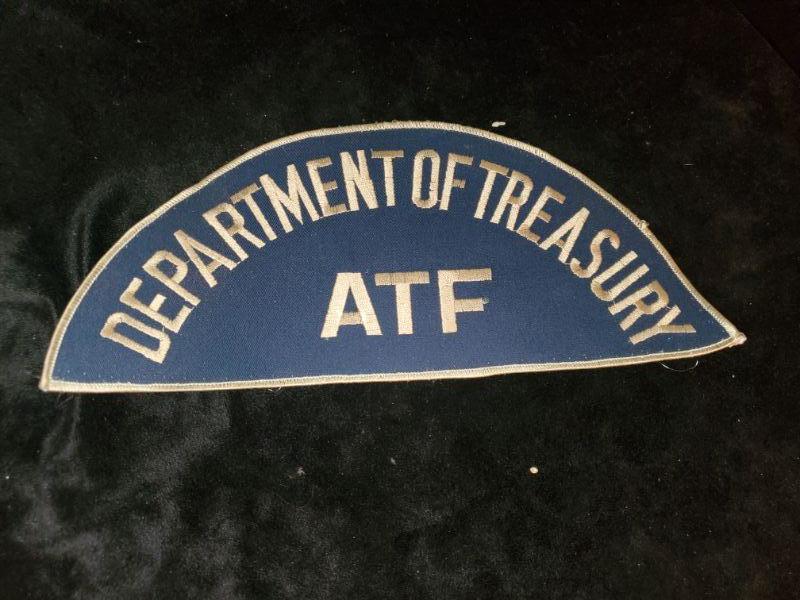 DEPARTMENT OF TREASURY
ATF